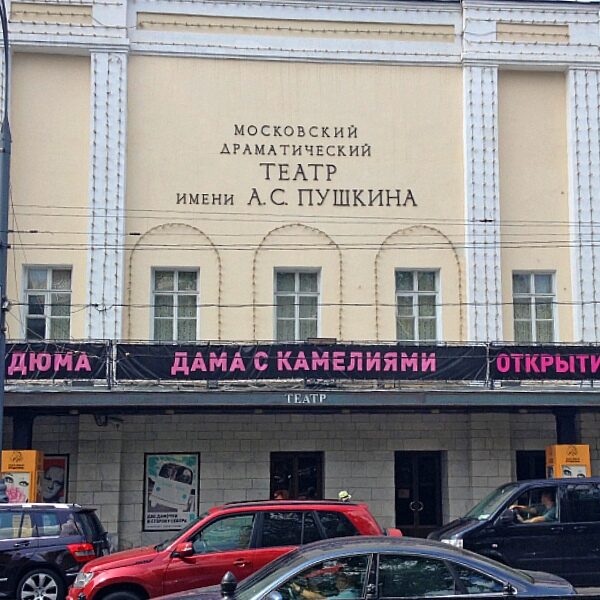 МОСКОВСКИЙ
ДРАМАТИЧЕСКИЙ
ТЕАТР
ИМЕНИ А.С. ПУШКИНА
ДЮМА ДАМА С КАМЕЛИЯМИ ОТКРЫТИ
ТЕАТР